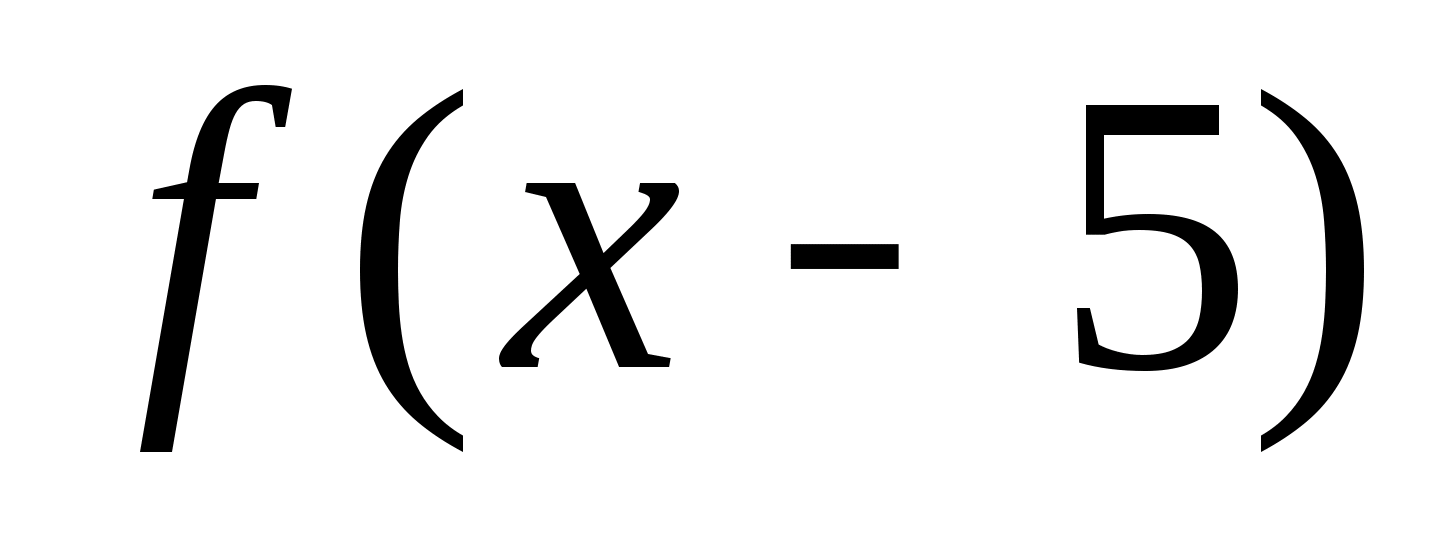 f(x - 5)